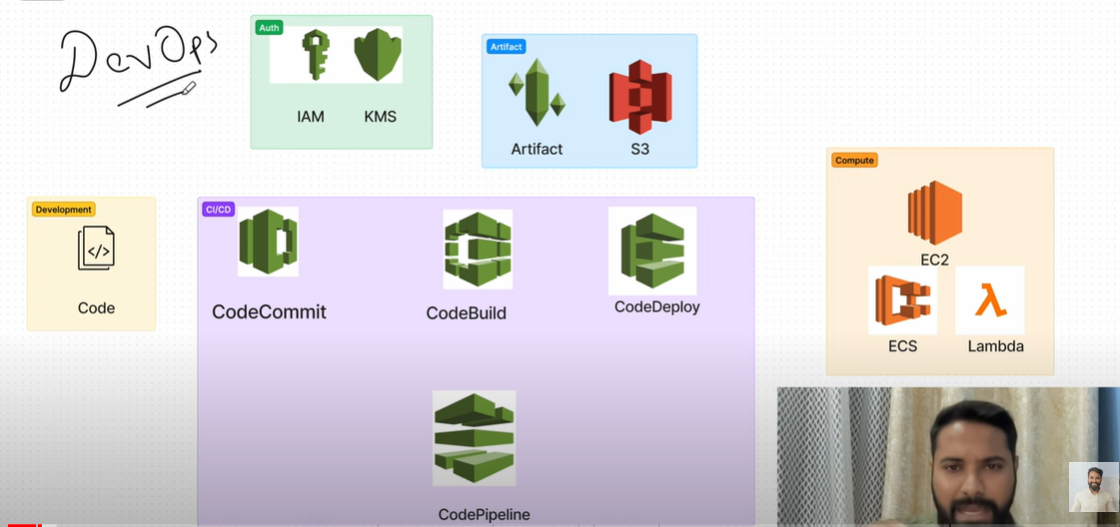 DevOps
Auth
IAM
KMS
Artifact
Artifact
S3
Development
Code
CI/CD
CodeCommit
CodeBuild
CodeDeploy
CodePipeline
Compute
EC2
ECS
Lambda